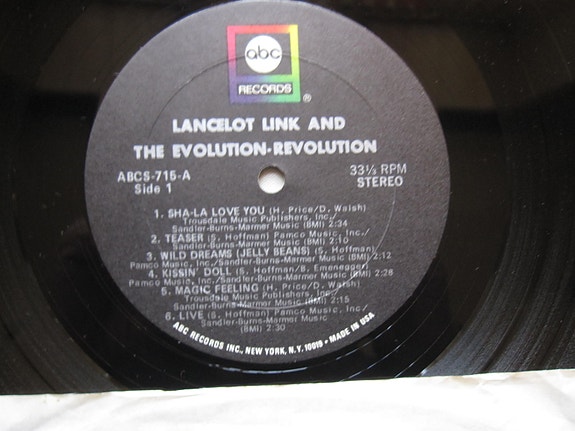 abc
RECORDS
®
LANCELOT LINK AND
THE EVOLUTION-REVOLUTION
ABCS-715-A
Side 1
33⅓ RPM
STEREO
1. SHA-LA LOVE YOU (H. Price/D. Walsh)
Trousdale Music Publishers, Inc./
Sandler-Burns-Marmer Music (BMI) 2:34
2. TEASER (S. Hoffman) Pamco Music, Inc./
Sandler-Burns-Marmer Music (BMI) 2:10
3. WILD DREAMS (JELLY BEANS) (S. Hoffman)
Pamco Music, Inc./Sandler-Burns-Marmer Music (BMI) 2:12
4. KISSIN' DOLL (S. Hoffman/B. Emenegger)
Pamco Music, Inc./Sandler-Burns-Marmer Music (BMI) 2:26
5. MAGIC FEELING (H. Price/D. Walsh)
Trousdale Music Publishers, Inc./
Sandler-Burns-Marmer Music (BMI) 2:15
6. LIVE (S. Hoffman) Pamco Music, Inc./
Sandler-Burns-Marmer Music
(BMI) 2:30
ABC RECORDS INC., NEW YORK, N.Y. 10019 • MADE IN USA